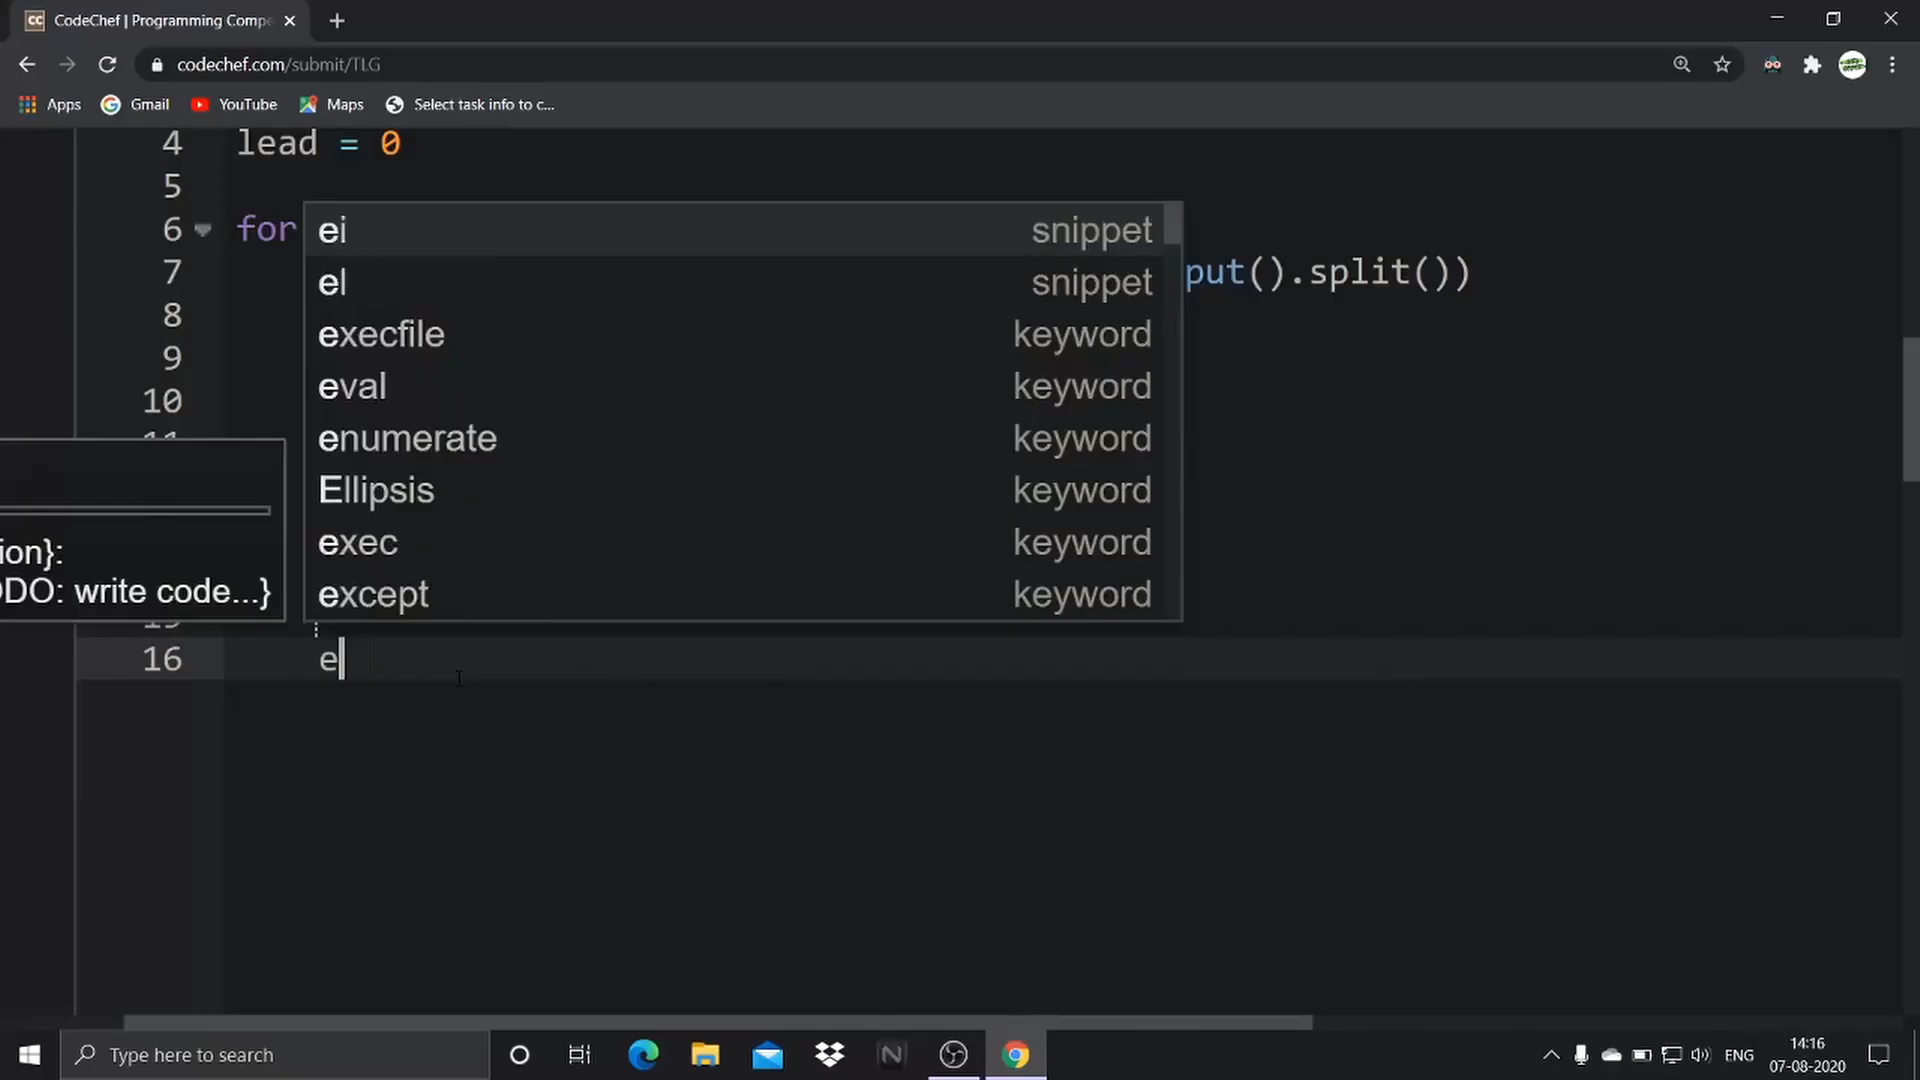 CC CodeChef | Programming Compe
codechef.com/submit/TLG
Apps Gmail YouTube Maps Select task info to c...
4 lead = 0
5
6 for
7 put().split())
8
9
10
ei snippet
el snippet
execfile keyword
eval keyword
enumerate keyword
Ellipsis keyword
exec keyword
except keyword
ion}:
DO: write code...}
16 e
Type here to search
N
ENG
14:16
07-08-2020